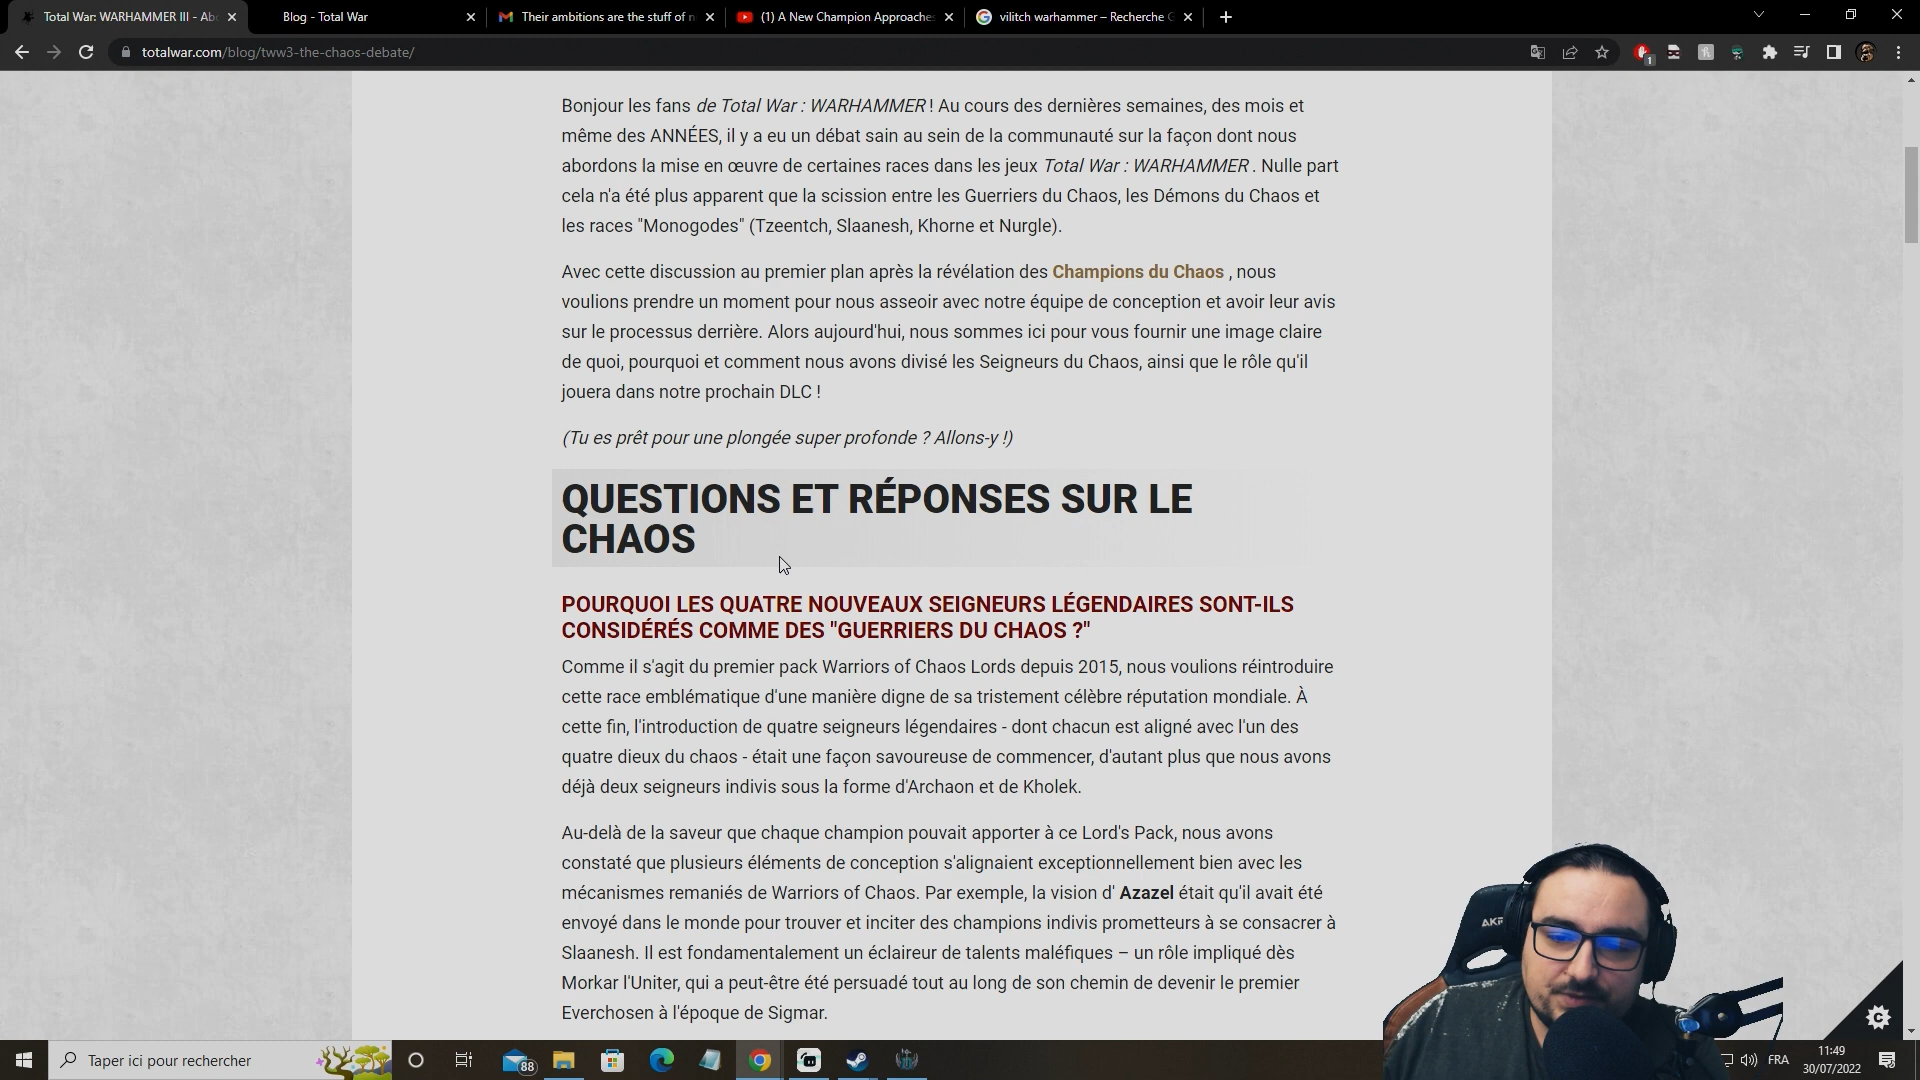 Total War: WARHAMMER III - Abo
Blog - Total War
Their ambitions are the stuff of n
(1) A New Champion Approaches
vilitch warhammer – Recherche G
totalwar.com/blog/tww3-the-chaos-debate/
1
Bonjour les fans de Total War : WARHAMMER ! Au cours des dernières semaines, des mois et
même des ANNÉES, il y a eu un débat sain au sein de la communauté sur la façon dont nous
abordons la mise en œuvre de certaines races dans les jeux Total War : WARHAMMER . Nulle part
cela n'a été plus apparent que la scission entre les Guerriers du Chaos, les Démons du Chaos et
les races "Monogodes" (Tzeentch, Slaanesh, Khorne et Nurgle).
Avec cette discussion au premier plan après la révélation des Champions du Chaos , nous
voulions prendre un moment pour nous asseoir avec notre équipe de conception et avoir leur avis
sur le processus derrière. Alors aujourd'hui, nous sommes ici pour vous fournir une image claire
de quoi, pourquoi et comment nous avons divisé les Seigneurs du Chaos, ainsi que le rôle qu'il
jouera dans notre prochain DLC !
(Tu es prêt pour une plongée super profonde ? Allons-y !)
QUESTIONS ET RÉPONSES SUR LE
CHAOS
POURQUOI LES QUATRE NOUVEAUX SEIGNEURS LÉGENDAIRES SONT-ILS
CONSIDÉRÉS COMME DES "GUERRIERS DU CHAOS ?"
Comme il s'agit du premier pack Warriors of Chaos Lords depuis 2015, nous voulions réintroduire
cette race emblématique d'une manière digne de sa tristement célèbre réputation mondiale. À
cette fin, l'introduction de quatre seigneurs légendaires - dont chacun est aligné avec l'un des
quatre dieux du chaos - était une façon savoureuse de commencer, d'autant plus que nous avons
déjà deux seigneurs indivis sous la forme d'Archaon et de Kholek.
Au-delà de la saveur que chaque champion pouvait apporter à ce Lord's Pack, nous avons
constaté que plusieurs éléments de conception s'alignaient exceptionnellement bien avec les
mécanismes remaniés de Warriors of Chaos. Par exemple, la vision d' Azazel était qu'il avait été
envoyé dans le monde pour trouver et inciter des champions indivis prometteurs à se consacrer à
Slaanesh. Il est fondamentalement un éclaireur de talents maléfiques – un rôle impliqué dès
Morkar l'Uniter, qui a peut-être été persuadé tout au long de son chemin de devenir le premier
Everchosen à l'époque de Sigmar.
Taper ici pour rechercher
88
FRA
11:49
30/07/2022